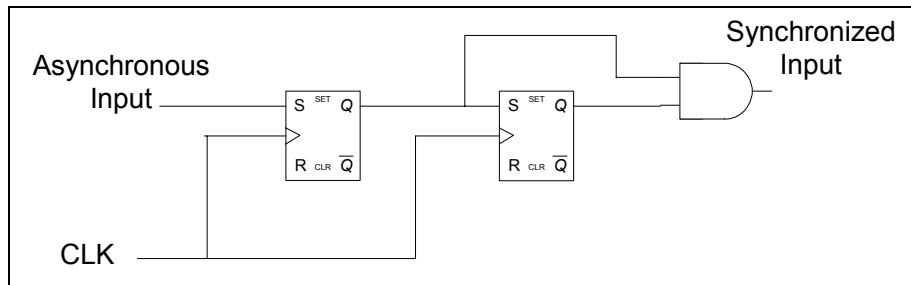 Asynchronous
Input
Synchronized
Input
S SET Q
R CLR Q̅
S SET Q
R CLR Q̅
CLK